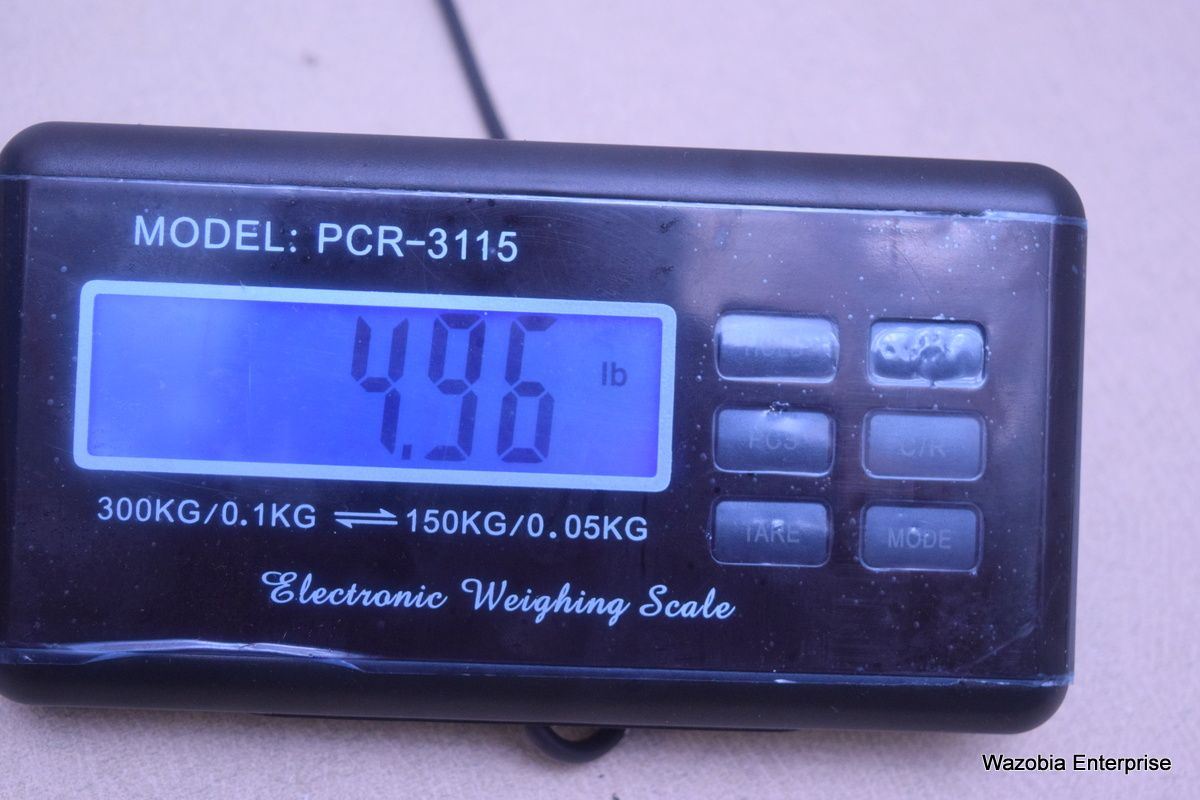 MODEL: PCR-3115
4.96 lb
300KG/0.1KG ⇌ 150KG/0.05KG
Electronic Weighing Scale
HOLD
PCS C/R
TARE MODE
Wazobia Enterprise